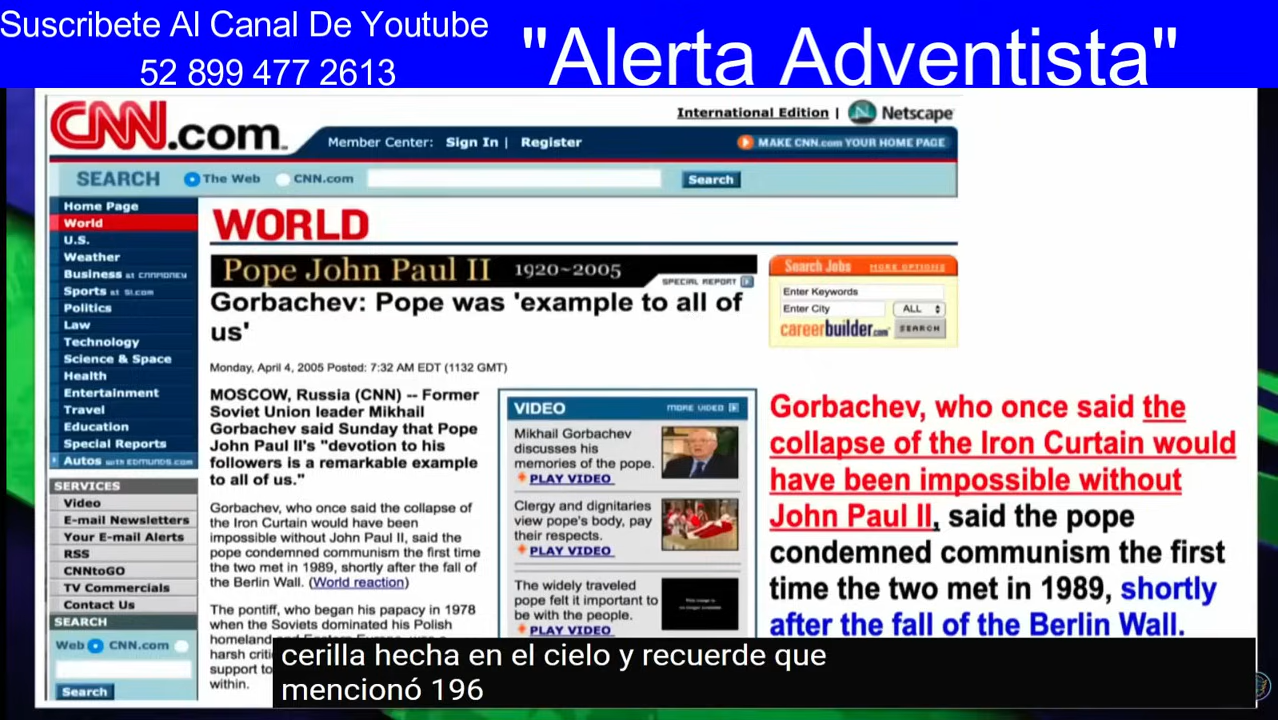 Suscribete Al Canal De Youtube
52 899 477 2613
"Alerta Adventista"
CNN.com
International Edition |
Netscape
Member Center: Sign In | Register
MAKE CNN.com YOUR HOME PAGE
SEARCH
The Web
CNN.com
Search
Home Page
World
U.S.
Weather
Business at CNNMONEY
Sports at SI.com
Politics
Law
Technology
Science & Space
Health
Entertainment
Travel
Education
Special Reports
Autos with EDMUNDS.com
SERVICES
Video
E-mail Newsletters
Your E-mail Alerts
RSS
CNNtoGO
TV Commercials
Contact Us
SEARCH
Web
CNN.com
Search
WORLD
Pope John Paul II 1920~2005
SPECIAL REPORT
Gorbachev: Pope was 'example to all of
us'
Monday, April 4, 2005 Posted: 7:32 AM EDT (1132 GMT)
MOSCOW, Russia (CNN) -- Former
Soviet Union leader Mikhail
Gorbachev said Sunday that Pope
John Paul II's "devotion to his
followers is a remarkable example
to all of us."
Gorbachev, who once said the collapse of
the Iron Curtain would have been
impossible without John Paul II, said the
pope condemned communism the first time
the two met in 1989, shortly after the fall of
the Berlin Wall. (World reaction)
The pontiff, who began his papacy in 1978
when the Soviets dominated his Polish
homeland
harsh
support to
within.
VIDEO
MORE VIDEO
Mikhail Gorbachev
discusses his
memories of the pope.
PLAY VIDEO
Clergy and dignitaries
view pope's body, pay
their respects.
PLAY VIDEO
The widely traveled
pope felt it important to
be with the people.
PLAY VIDEO
Search Jobs
MORE OPTIONS
Enter Keywords
Enter City
ALL
careerbuilder.com
SEARCH
Gorbachev, who once said the
collapse of the Iron Curtain would
have been impossible without
John Paul II, said the pope
condemned communism the first
time the two met in 1989, shortly
after the fall of the Berlin Wall.
cerilla hecha en el cielo y recuerde que
mencionó 196